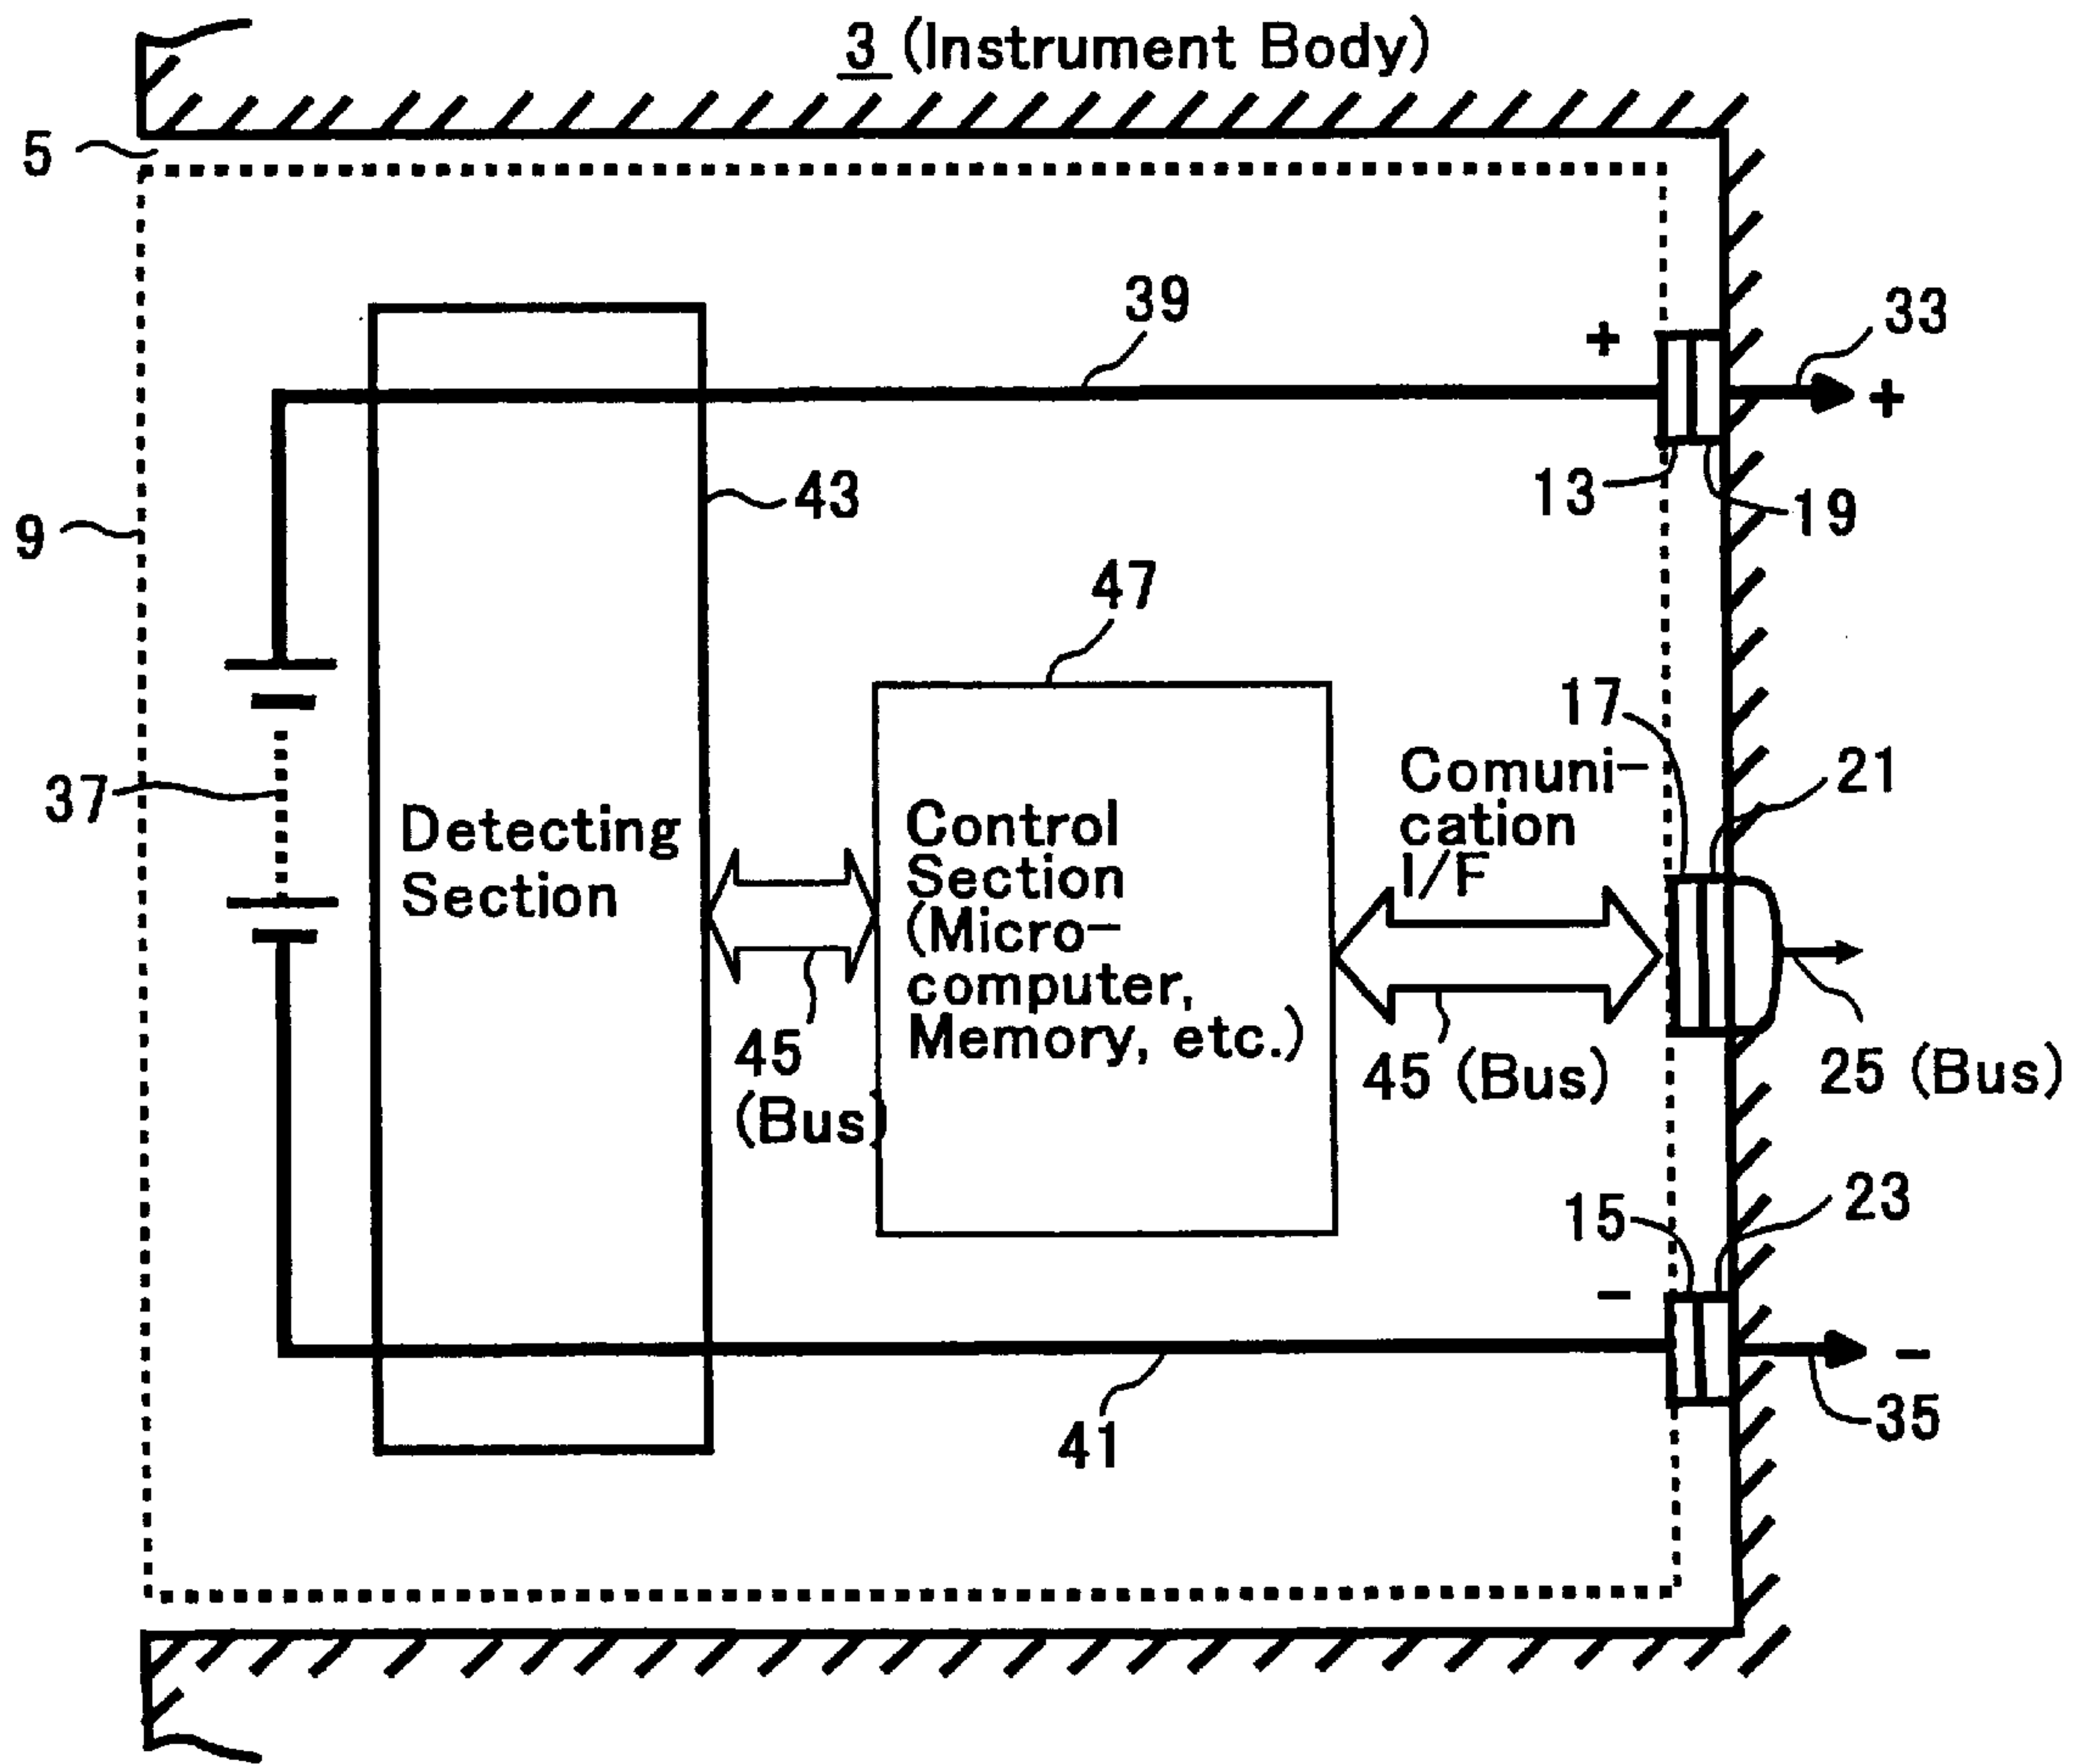 3 (Instrument Body)
5
39
33
+
+
43
13
19
9
47
17
21
37
Comuni-
cation
I/F
Detecting
Section
Control
Section
(Micro-
computer,
Memory, etc.)
45
(Bus)
45 (Bus)
25 (Bus)
15
23
-
-
41
35